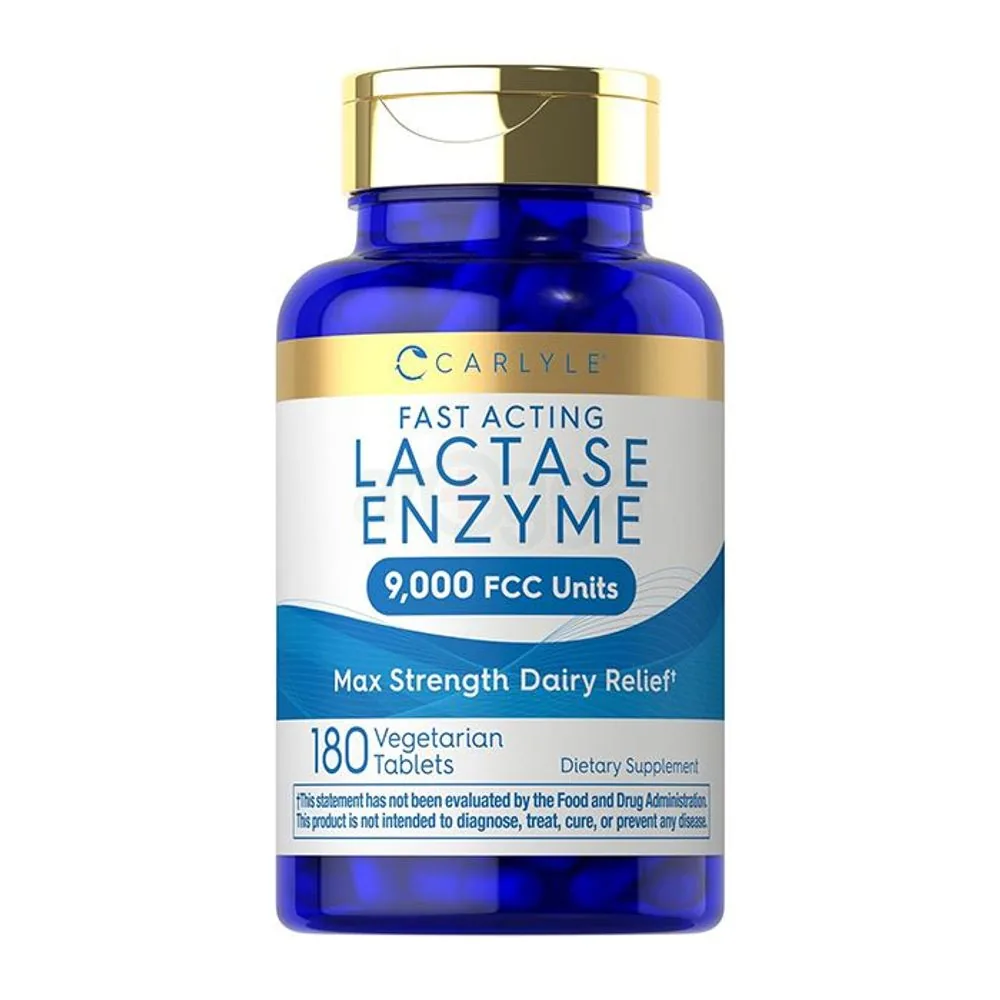 CARLYLE®
FAST ACTING
LACTASE
ENZYME
9,000 FCC Units
Max Strength Dairy Relief†
180 Vegetarian
Tablets
Dietary Supplement
†This statement has not been evaluated by the Food and Drug Administration.
This product is not intended to diagnose, treat, cure, or prevent any disease.